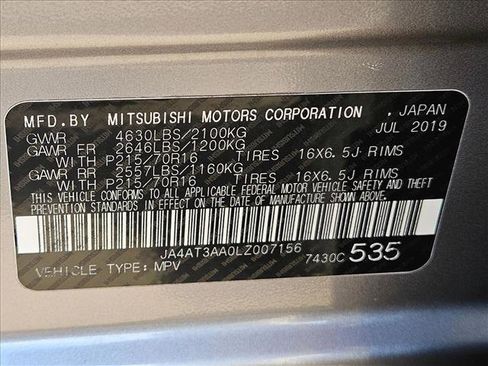 MFD.BY MITSUBISHI MOTORS CORPORATION , JAPAN
GVWR 4630LBS/2100KG JUL 2019
GAWR FR 2646LBS/1200KG
WITH P215/70R16 TIRES 16X6.5J RIMS
GAWR RR 2557LBS/1160KG
WITH P215/70R16 TIRES 16X6.5J RIMS
THIS VEHICLE CONFORMS TO ALL APPLICABLE FEDERAL MOTOR VEHICLE SAFETY AND THEFT
PREVENTION STANDARDS IN EFFECT ON THE DATE OF MANUFACTURE SHOWN ABOVE.
JA4AT3AA0LZ007156
VEHICLE TYPE: MPV 7430C 535